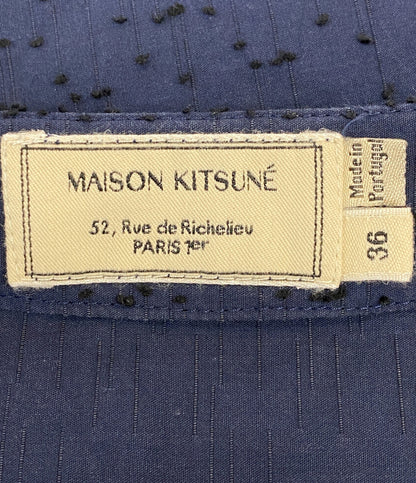 MAISON KITSUNÉ
52, Rue de Richelieu
PARIS 1er
Made in
Portugal
36